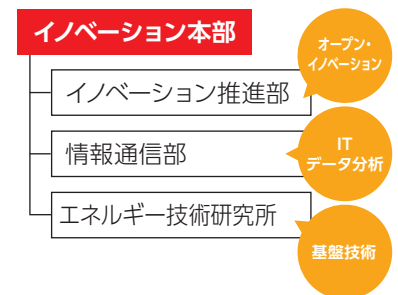 イノベーション本部
オープン・
イノベーション
イノベーション推進部
情報通信部
IT
データ分析
エネルギー技術研究所
基盤技術